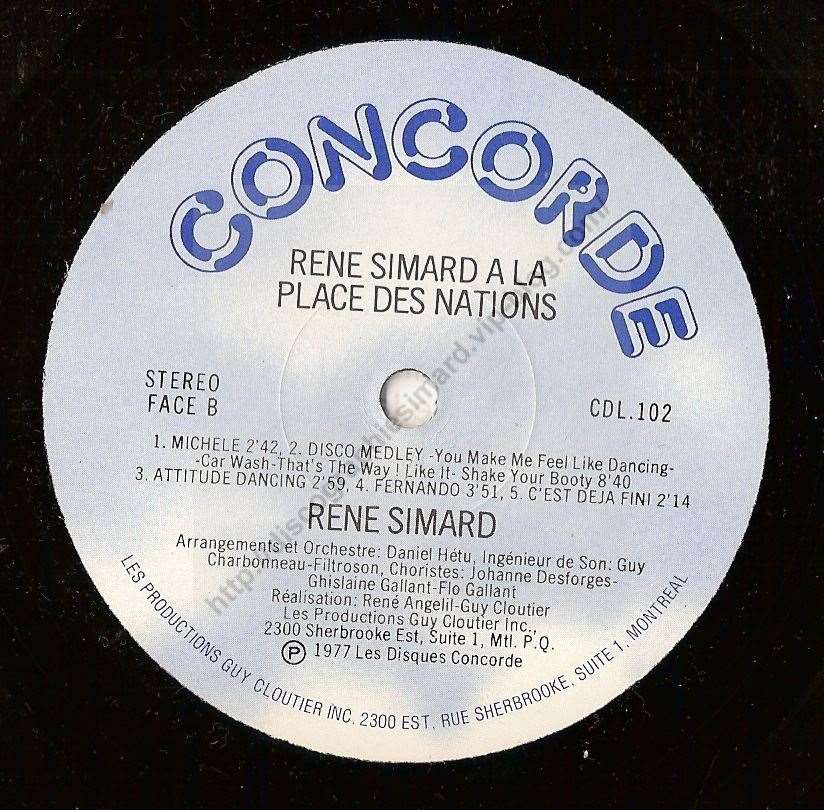 CONCORDE
RENE SIMARD A LA
PLACE DES NATIONS
STEREO
FACE B
CDL.102
1. MICHELE 2'42, 2. DISCO MEDLEY -You Make Me Feel Like Dancing-
-Car Wash-That's The Way ! Like It- Shake Your Booty 8'40
3. ATTITUDE DANCING 2'59, 4. FERNANDO 3'51, 5. C'EST DEJA FINI 2'14
RENE SIMARD
Arrangements et Orchestre: Daniel Hétu, Ingénieur de Son: Guy
Charbonneau-Filtroson, Choristes: Johanne Desforges-
Ghislaine Gallant-Flo Gallant
Réalisation: René Angelil-Guy Cloutier
Les Productions Guy Cloutier Inc.,
2300 Sherbrooke Est, Suite 1, Mtl. P.Q.
Ⓟ 1977 Les Disques Concorde
LES PRODUCTIONS GUY CLOUTIER INC. 2300 EST, RUE SHERBROOKE. SUITE 1. MONTREAL